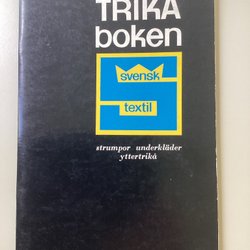 TRIKÅ
boken
svensk
textil
strumpor underkläder
yttertrikå